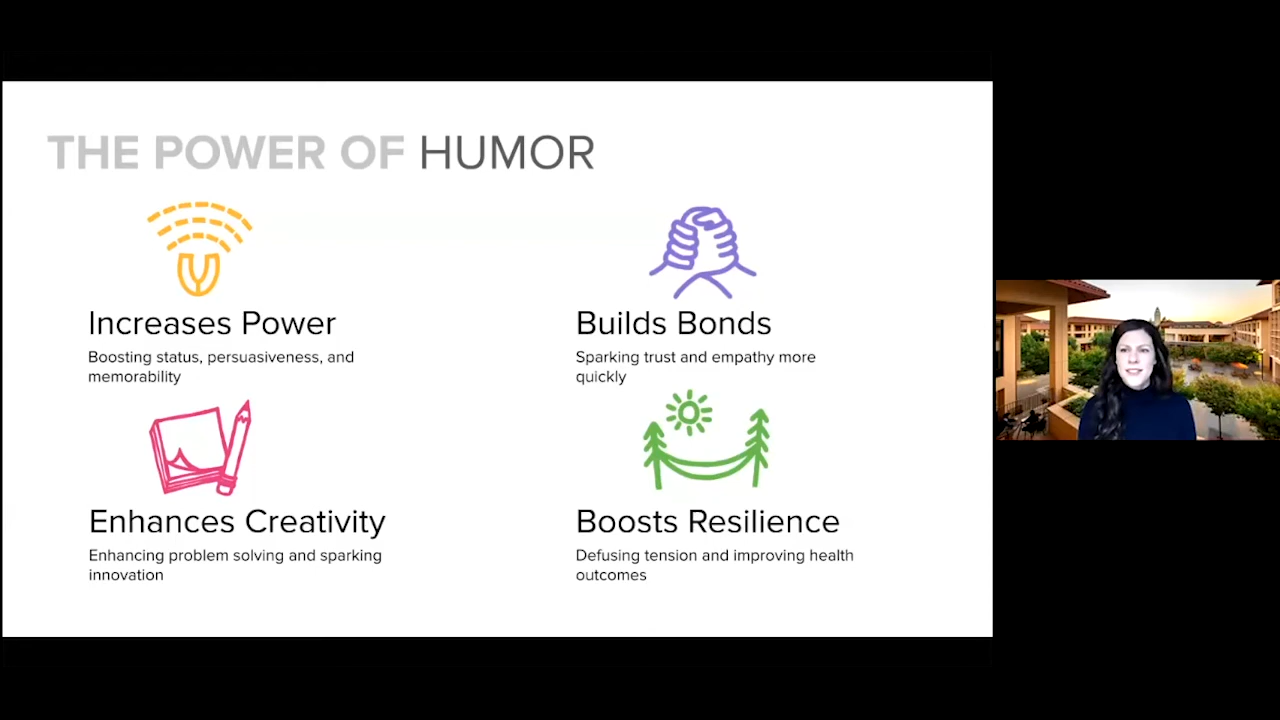 THE POWER OF HUMOR
Increases Power
Boosting status, persuasiveness, and
memorability
Builds Bonds
Sparking trust and empathy more
quickly
Enhances Creativity
Enhancing problem solving and sparking
innovation
Boosts Resilience
Defusing tension and improving health
outcomes